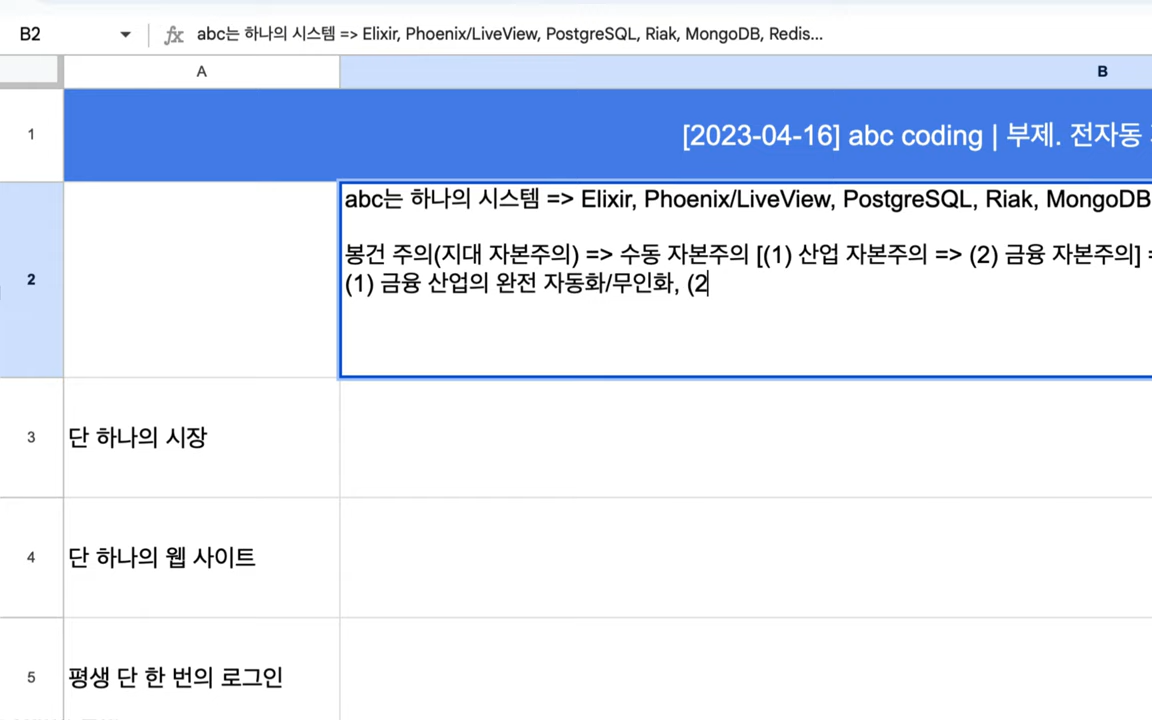 B2
fx abc는 하나의 시스템 => Elixir, Phoenix/LiveView, PostgreSQL, Riak, MongoDB, Redis...
A B
1
[2023-04-16] abc coding | 부제. 전자동
2
abc는 하나의 시스템 => Elixir, Phoenix/LiveView, PostgreSQL, Riak, MongoDB
봉건 주의(지대 자본주의) => 수동 자본주의 [(1) 산업 자본주의 => (2) 금융 자본주의] =
(1) 금융 산업의 완전 자동화/무인화, (2
3 단 하나의 시장
4 단 하나의 웹 사이트
5 평생 단 한 번의 로그인